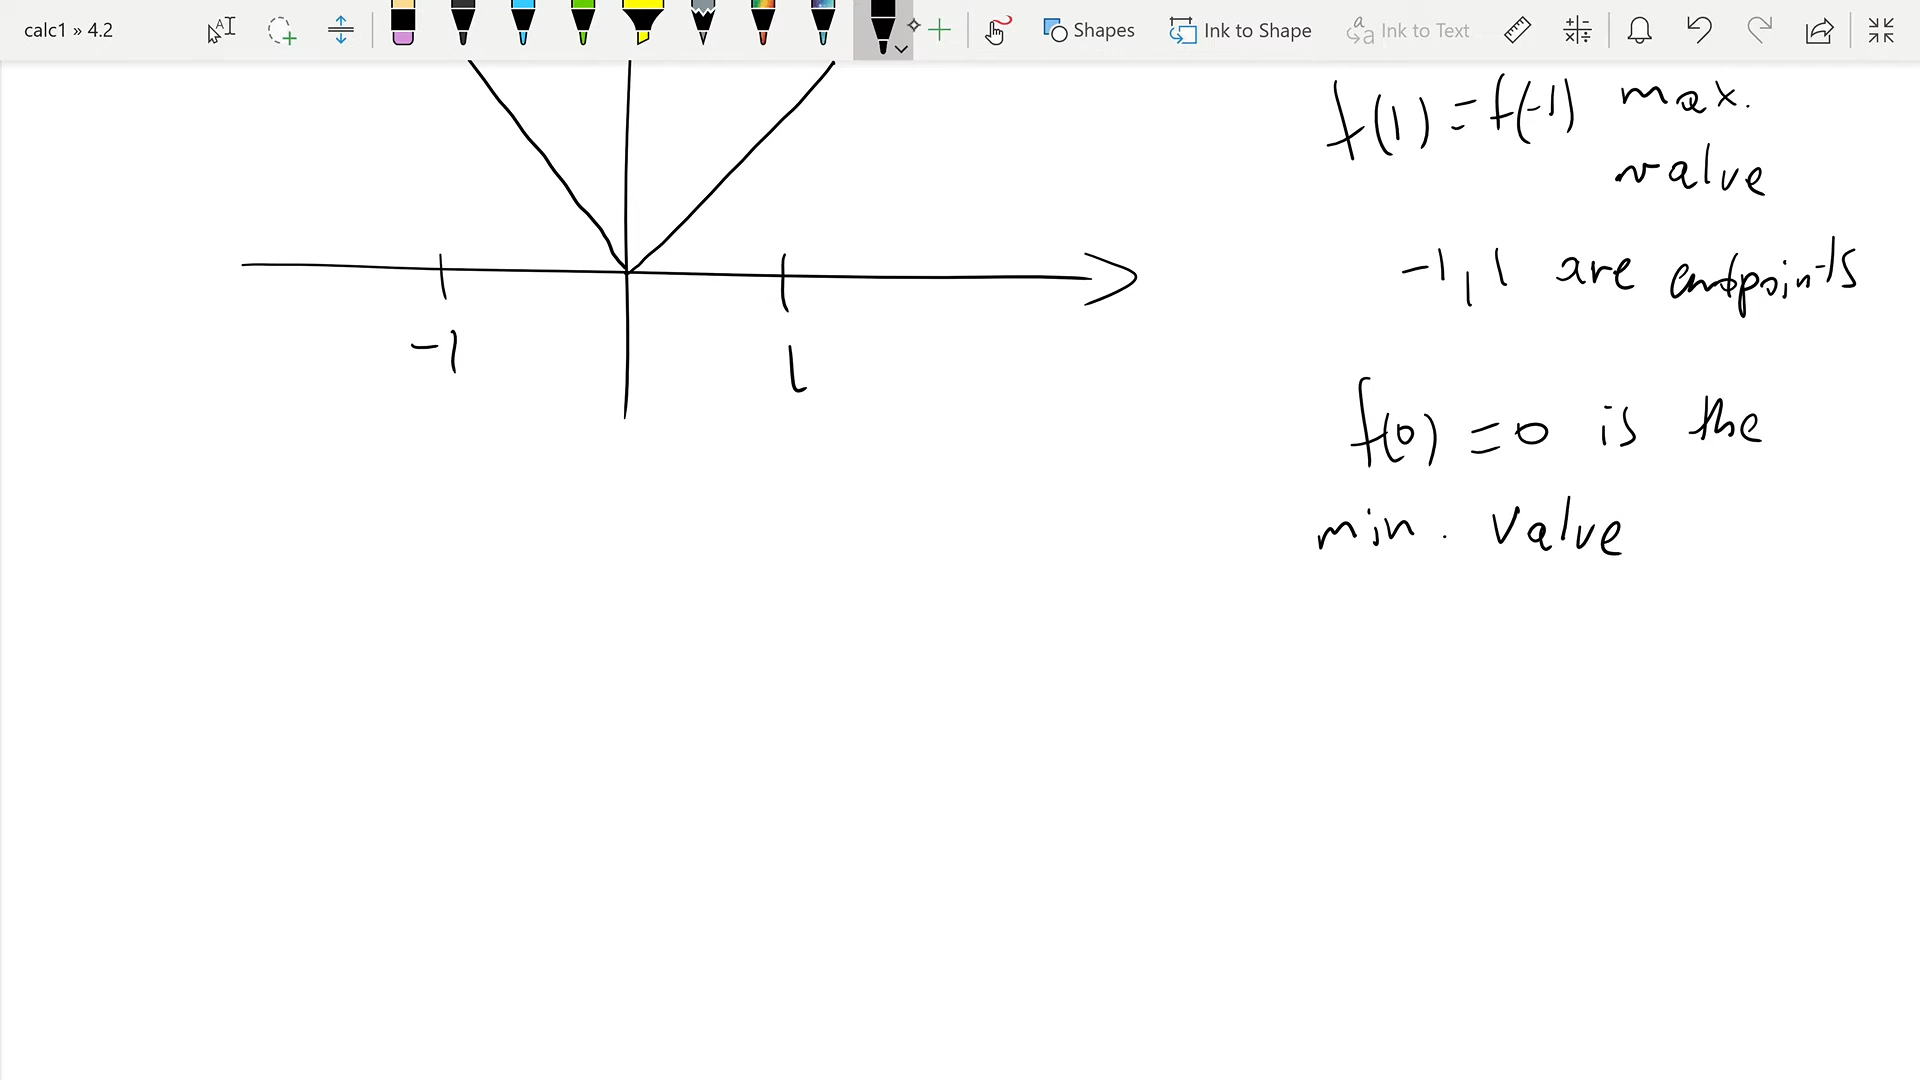 calc1 » 4.2
Shapes
Ink to Shape
Ink to Text
f(1) = f(-1) max.
value
-1, 1 are endpoints
-1
1
f(0) = 0 is the
min. value